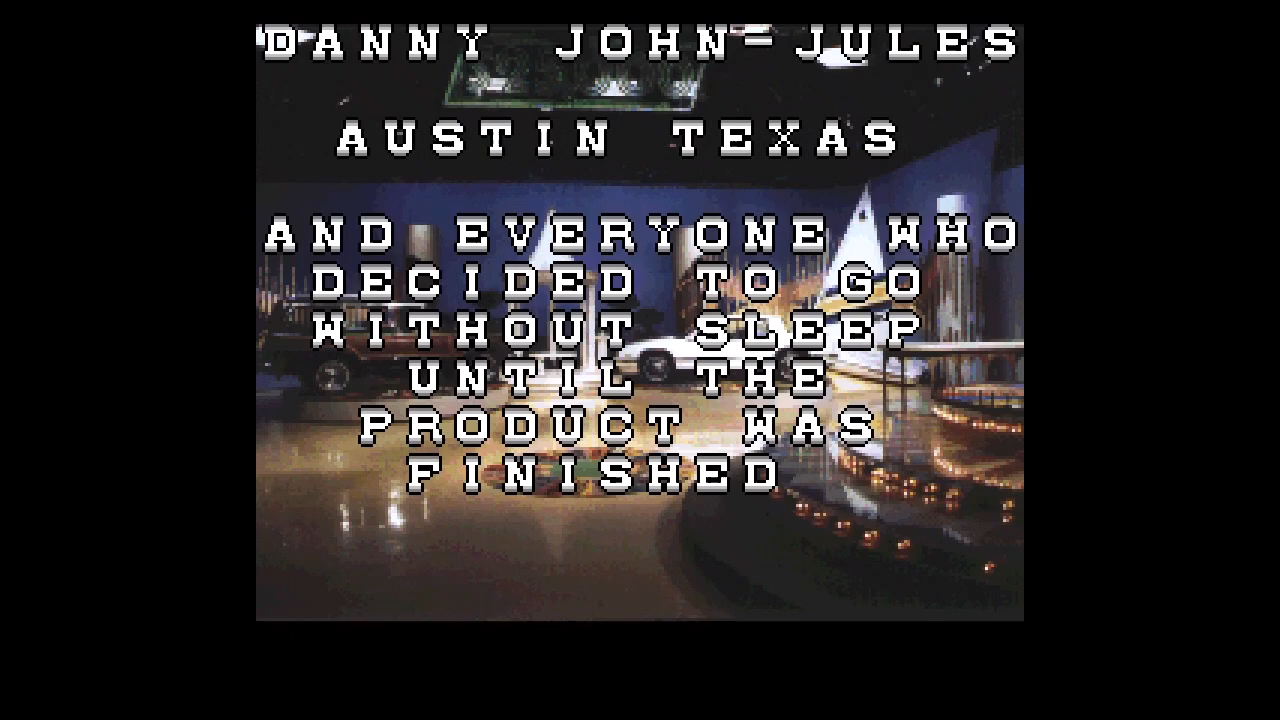 DANNY JOHN-JULES
AUSTIN TEXAS
AND EVERYONE WHO
DECIDED TO GO
WITHOUT SLEEP
UNTIL THE
PRODUCT WAS
FINISHED